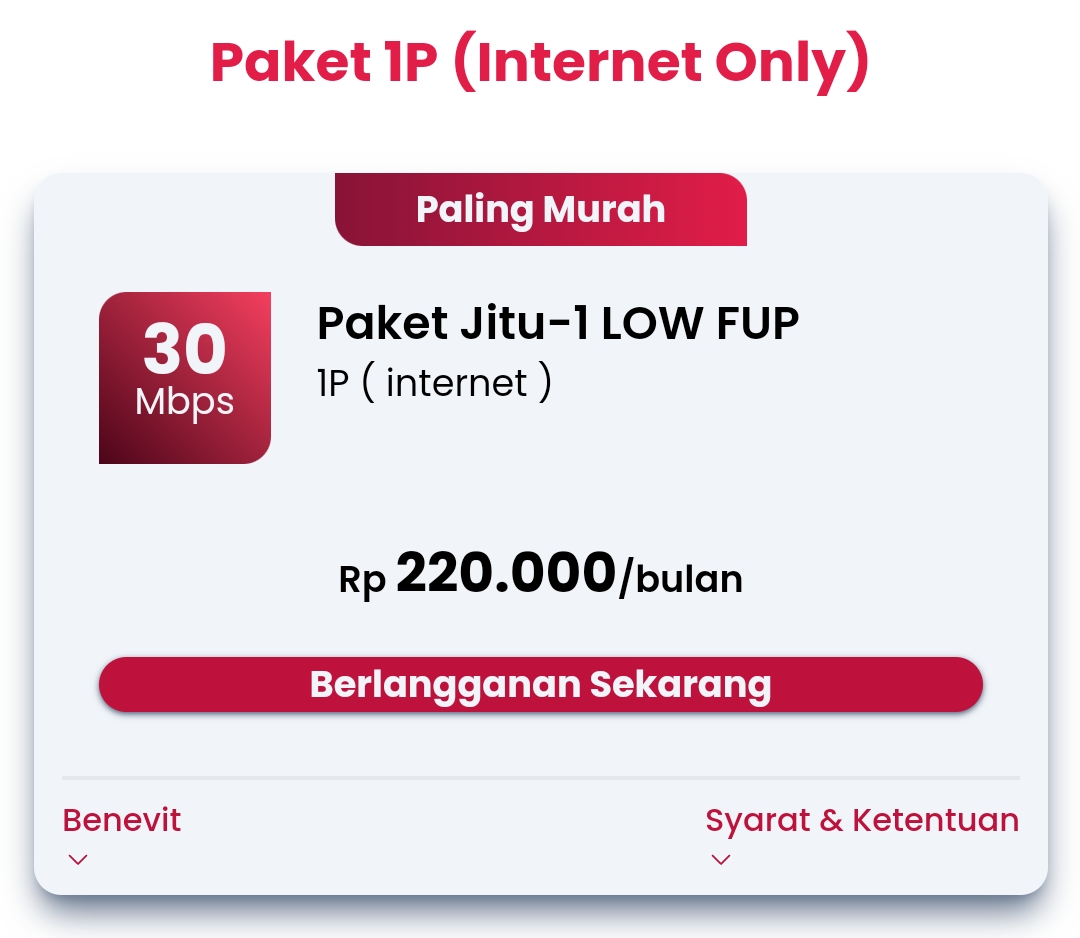 Paket 1P (Internet Only)
Paling Murah
30
Mbps
Paket Jitu-1 LOW FUP
1P ( internet )
Rp 220.000/bulan
Berlangganan Sekarang
Benevit
Syarat & Ketentuan